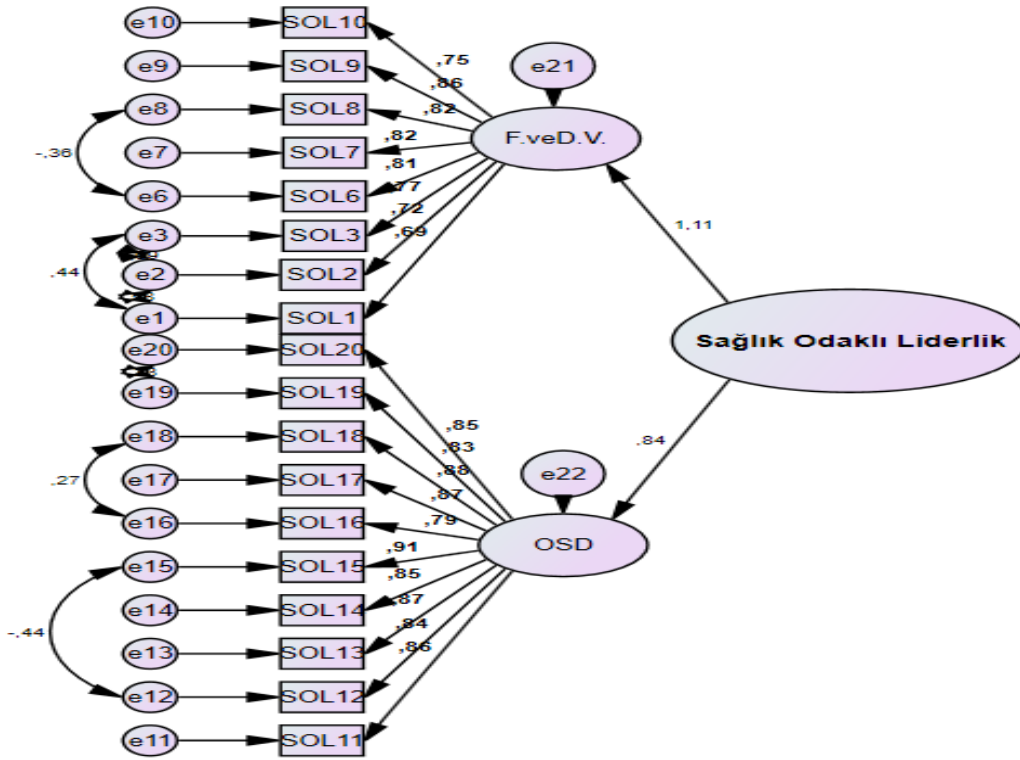 e10 SOL10
,75
e9 SOL9 e21
,86
e8 SOL8 ,82
F.veD.V.
-,36 e7 SOL7 ,82
,81
e6 SOL6 ,77
,72
e3 SOL3 ,69 1,11
,44 e2 SOL2
e1 SOL1
Sağlık Odaklı Liderlik
e20 SOL20
e19 SOL19
,85
e18 SOL18 ,83 ,84
,88 e22
,27 e17 SOL17 ,87
e16 SOL16 ,79
OSD
,91
e15 SOL15 ,85
e14 SOL14 ,87
-,44 ,84
e13 SOL13 ,86
e12 SOL12
e11 SOL11